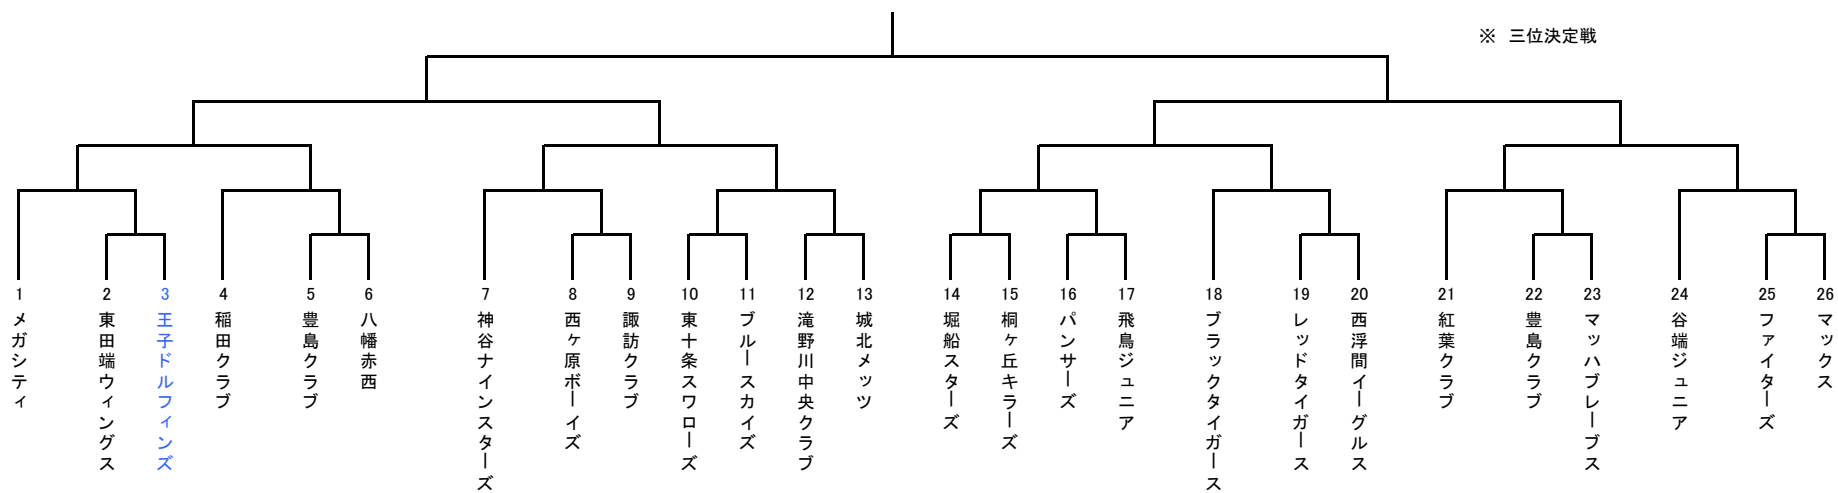 ※ 三位決定戦
1 メガシティ
2 東田端ウィングス
3 王子ドルフィンズ
4 稲田クラブ
5 豊島クラブ
6 八幡赤西
7 神谷ナインスターズ
8 西ヶ原ボーイズ
9 諏訪クラブ
10 東十条スワローズ
11 ブルースカイズ
12 滝野川中央クラブ
13 城北メッツ
14 堀船スターズ
15 桐ヶ丘キラーズ
16 パンサーズ
17 飛鳥ジュニア
18 ブラックタイガース
19 レッドタイガース
20 西浮間イーグルス
21 紅葉クラブ
22 豊島クラブ
23 マッハブレーブス
24 谷端ジュニア
25 ファイターズ
26 マックス